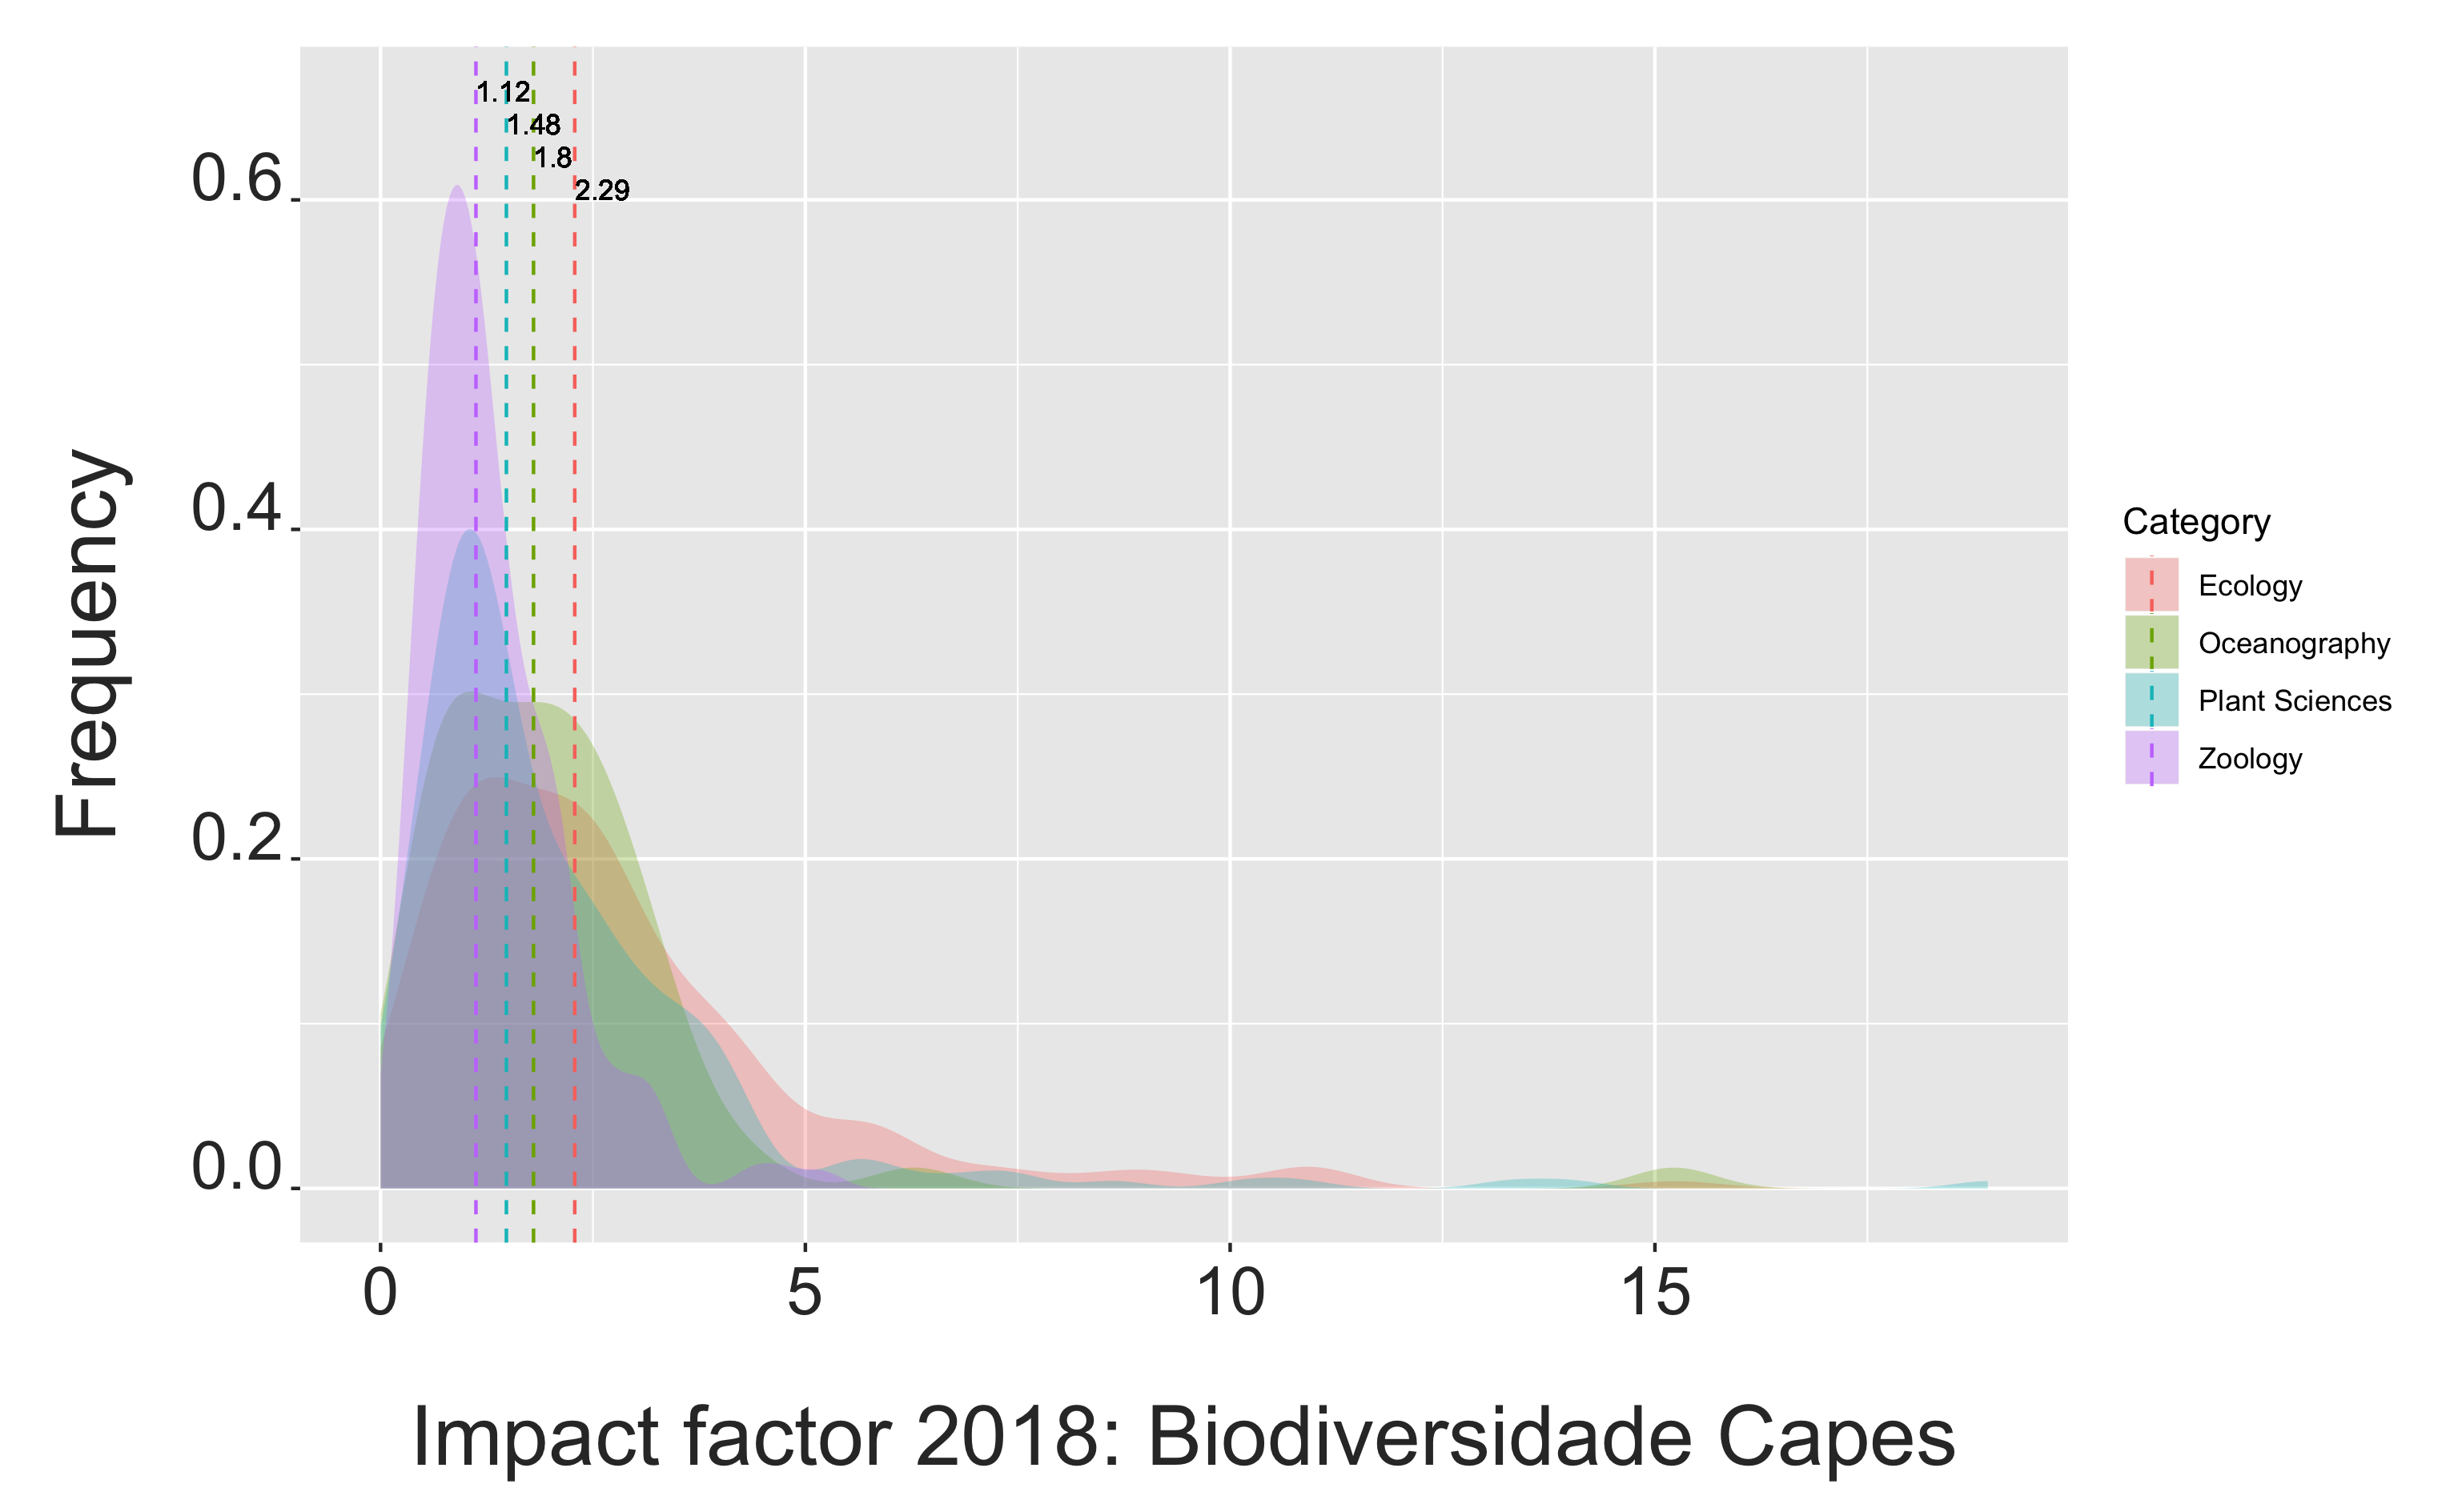 1.12
1.48
1.8
2.29
0.6
0.4
0.2
0.0
Frequency
0 5 10 15
Impact factor 2018: Biodiversidade Capes
Category
Ecology
Oceanography
Plant Sciences
Zoology